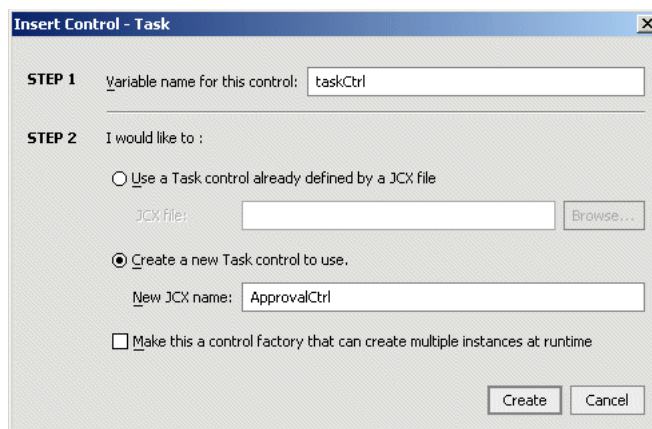 Insert Control - Task
STEP 1 Variable name for this control: taskCtrl
STEP 2 I would like to :
Use a Task control already defined by a JCX file
JCX file: Browse...
Create a new Task control to use.
New JCX name: ApprovalCtrl
Make this a control factory that can create multiple instances at runtime
Create Cancel